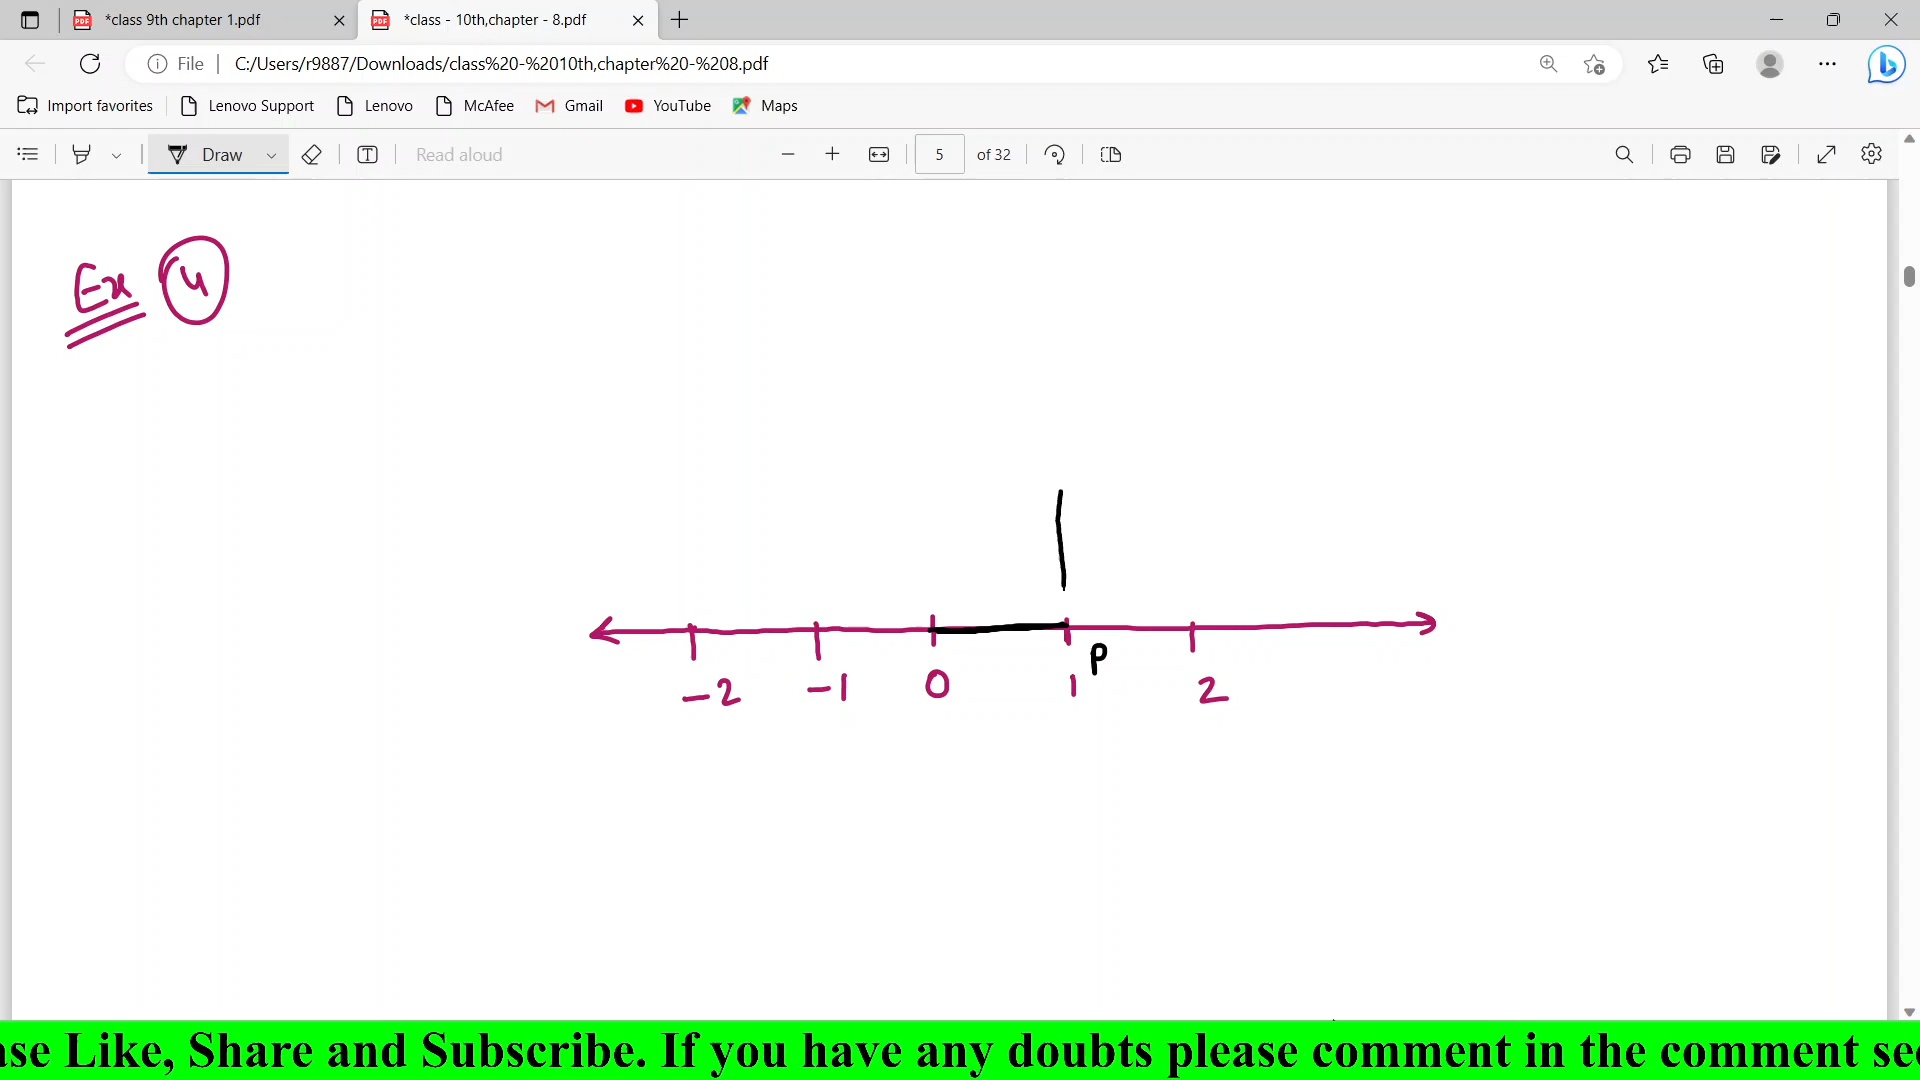 *class 9th chapter 1.pdf
*class - 10th,chapter - 8.pdf
File
C:/Users/r9887/Downloads/class%20-%2010th,chapter%20-%208.pdf
Import favorites
Lenovo Support
Lenovo
McAfee
Gmail
YouTube
Maps
Draw
Read aloud
5 of 32
Ex 4
P
-2 -1 0 1 2
ase Like, Share and Subscribe. If you have any doubts please comment in the comment sec